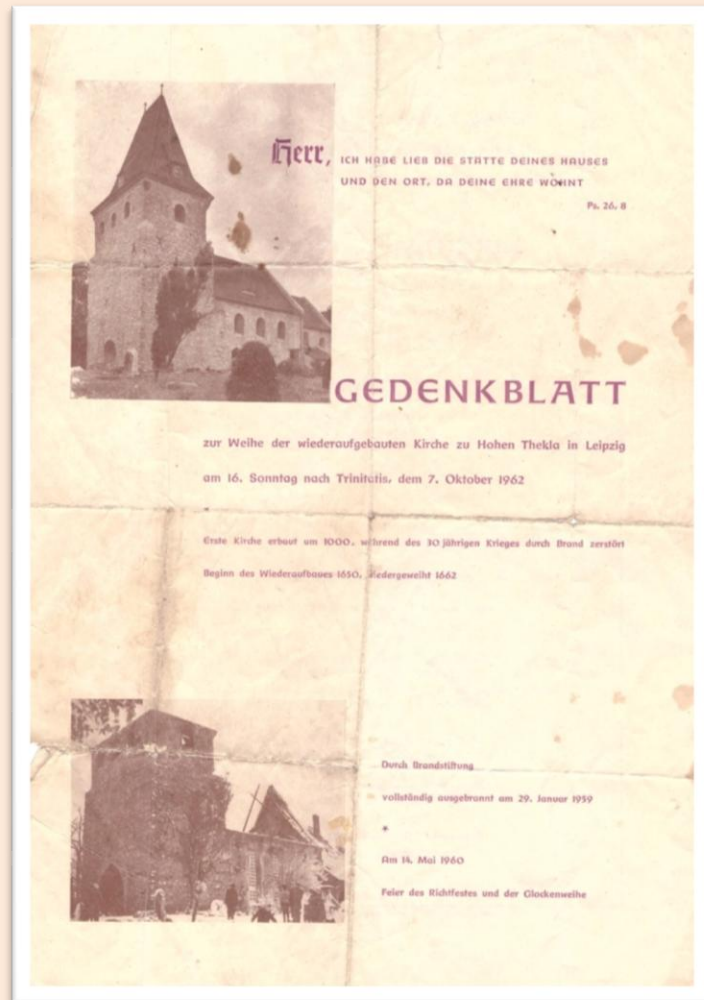 Herr, ICH HABE LIEB DIE STÄTTE DEINES HAUSES
UND DEN ORT, DA DEINE EHRE WOHNT
Ps. 26, 8
GEDENKBLATT
zur Weihe der wiederaufgebauten Kirche zu Hohen Thekla in Leipzig
am 16. Sonntag nach Trinitatis, dem 7. Oktober 1962
Erste Kirche erbaut um 1000, während des 30 jährigen Krieges durch Brand zerstört
Beginn des Wiederaufbaues 1650, wiedergeweiht 1662
Durch Brandstiftung
vollständig ausgebrannt am 29. Januar 1959
*
Am 14. Mai 1960
Feier des Richtfestes und der Glockenweihe